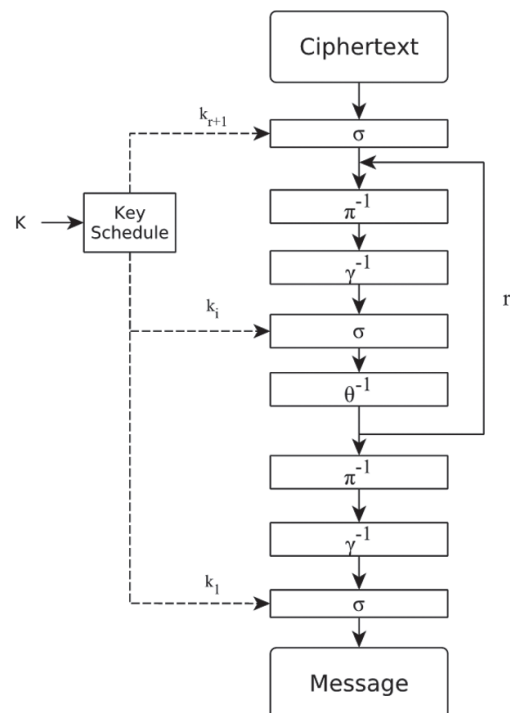 Ciphertext
k_{r+1}
σ
π^{-1}
K
Key
Schedule
γ^{-1}
r
k_i
σ
θ^{-1}
π^{-1}
γ^{-1}
k_1
σ
Message